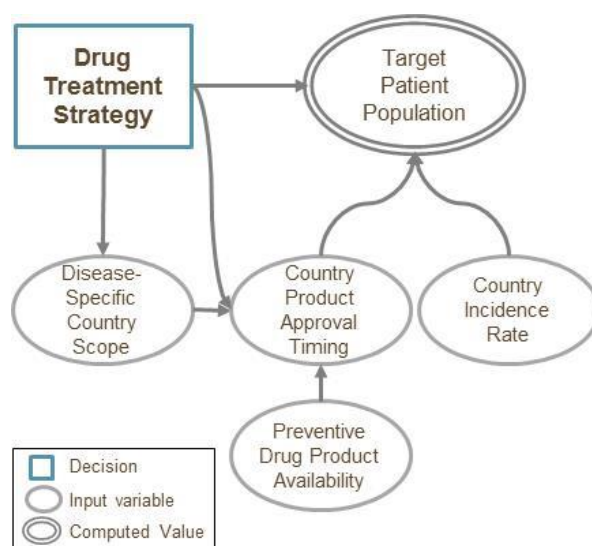 Drug
Treatment
Strategy
Target
Patient
Population
Disease-
Specific
Country
Scope
Country
Product
Approval
Timing
Country
Incidence
Rate
Preventive
Drug Product
Availability
Decision
Input variable
Computed Value